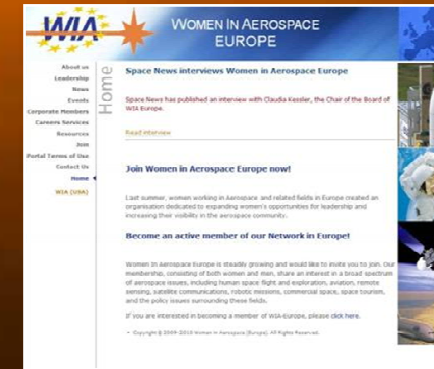 WIA
WOMEN IN AEROSPACE
EUROPE
About us
Leadership
News
Events
Corporate Members
Careers Services
Resources
Join
Portal Terms of Use
Contact Us
Home
WIA (USA)
Home
Space News interviews Women in Aerospace Europe
Space News has published an interview with Claudia Kessler, the Chair of the Board of
WIA Europe.
Read interview
Join Women in Aerospace Europe now!
Last summer, women working in Aerospace and related fields in Europe created an
organisation dedicated to expanding women's opportunities for leadership and
increasing their visibility in the aerospace community.
Become an active member of our Network in Europe!
Women In Aerospace Europe is steadily growing and would like to invite you to join. Our
membership, consisting of both women and men, share an interest in a broad spectrum
of aerospace issues, including human space flight and exploration, aviation, remote
sensing, satellite communications, robotic missions, commercial space, space tourism,
and the policy issues surrounding these fields.
If you are interested in becoming a member of WIA-Europe, please click here.
- Copyright © 2009-2010 Women in Aerospace (Europe). All Rights Reserved.